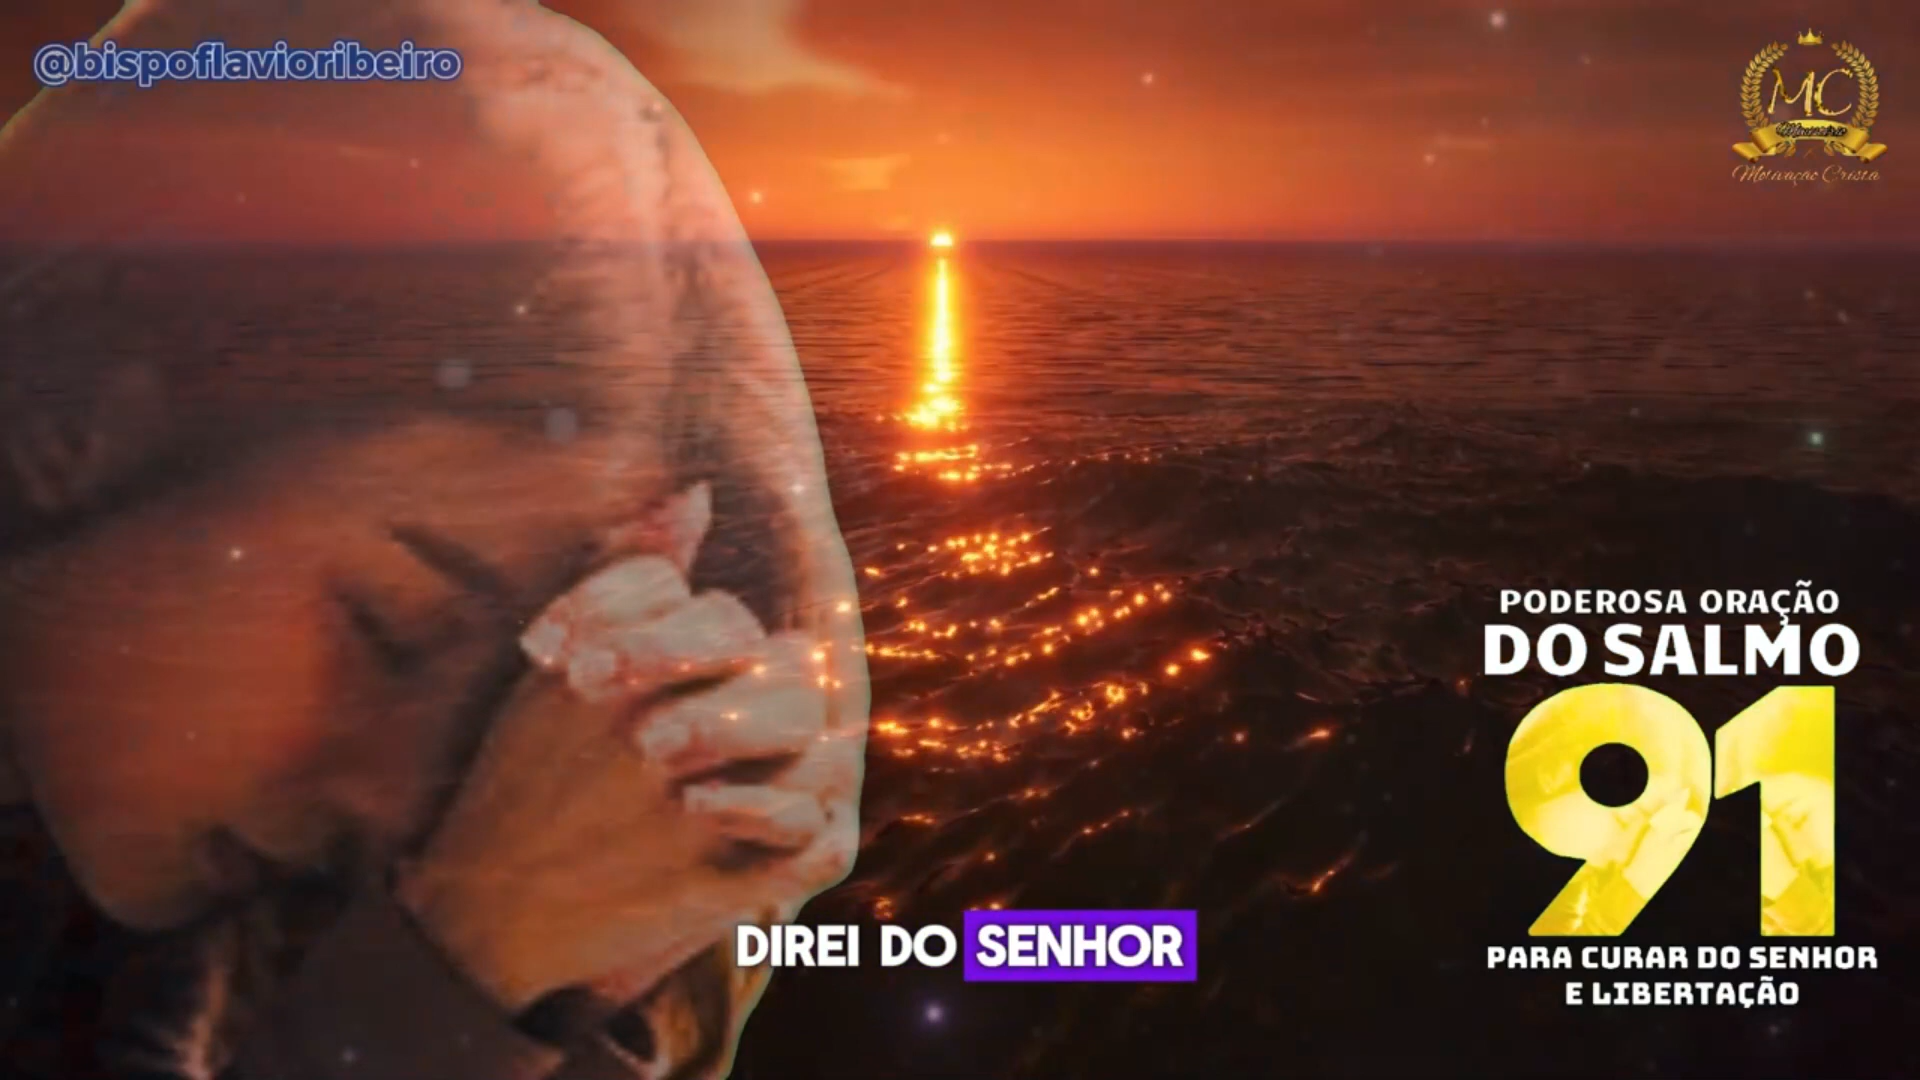 @bispoflavioribeiro
MC
Motivação Cristã
PODEROSA ORAÇÃO
DO SALMO
91
PARA CURAR DO SENHOR
E LIBERTAÇÃO
DIREI DO SENHOR